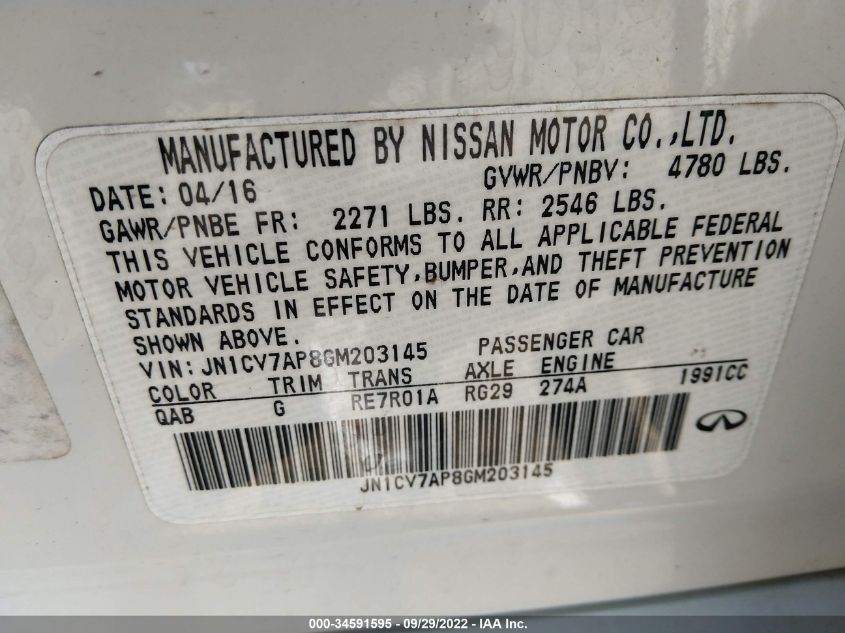 MANUFACTURED BY NISSAN MOTOR CO.,LTD.
DATE: 04/16 GVWR/PNBV: 4780 LBS.
GAWR/PNBE FR: 2271 LBS. RR: 2546 LBS.
THIS VEHICLE CONFORMS TO ALL APPLICABLE FEDERAL
MOTOR VEHICLE SAFETY,BUMPER,AND THEFT PREVENTION
STANDARDS IN EFFECT ON THE DATE OF MANUFACTURE
SHOWN ABOVE.
VIN: JN1CV7AP8GM203145 PASSENGER CAR
COLOR TRIM TRANS AXLE ENGINE
QAB G RE7R01A RG29 274A 1991CC
JN1CV7AP8GM203145
000-34591595 - 09/29/2022 - IAA Inc.